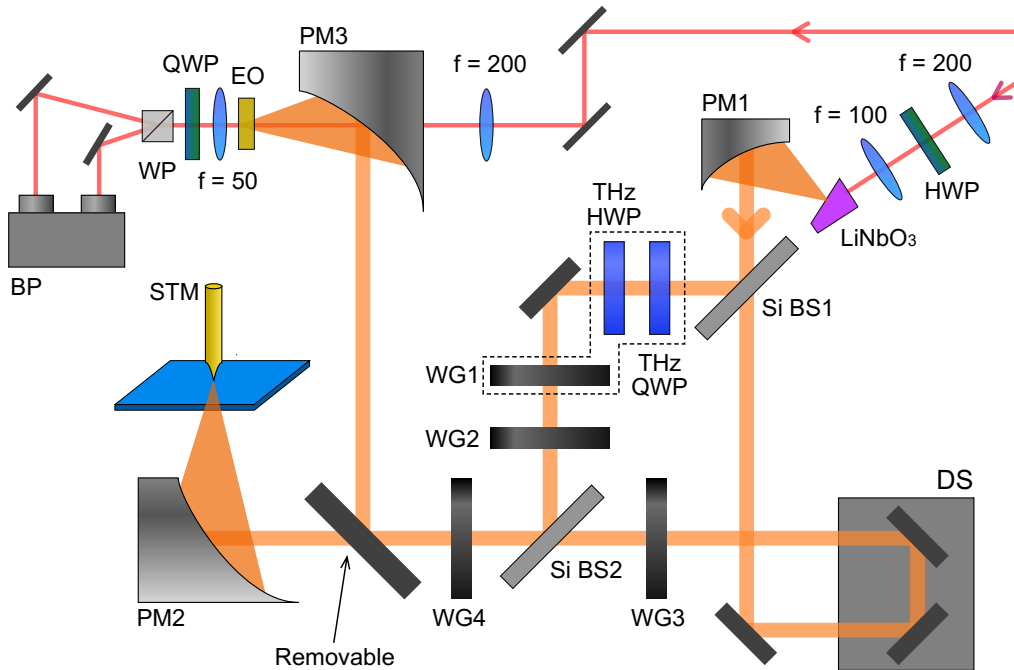 PM3
QWP
EO
f = 200
f = 200
PM1
f = 100
WP
f = 50
HWP
THz
HWP
LiNbO₃
BP
STM
Si BS1
WG1
THz
QWP
WG2
DS
Si BS2
PM2
WG4
WG3
Removable